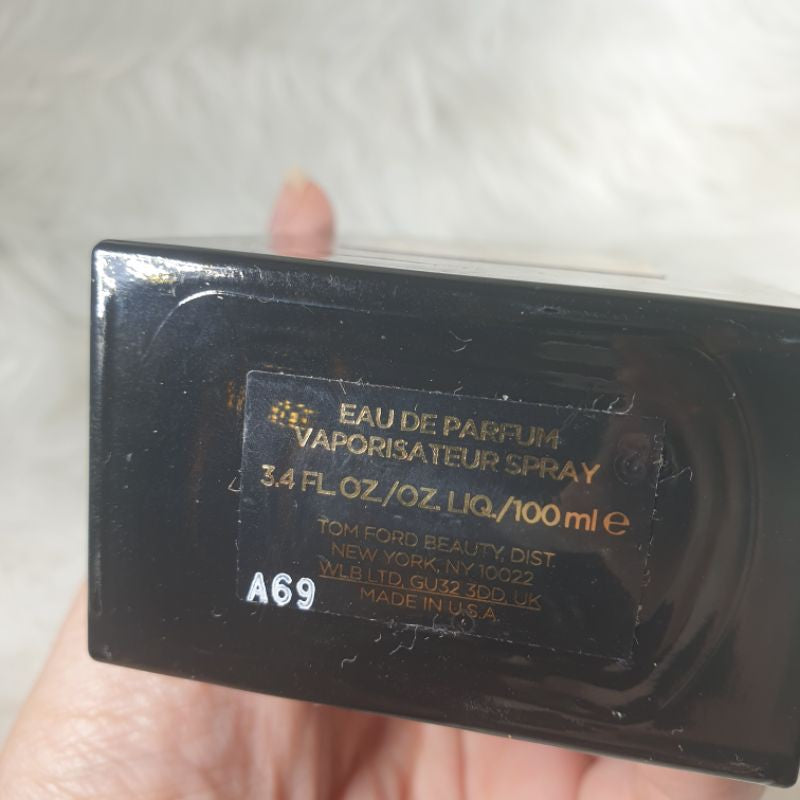 EAU DE PARFUM
VAPORISATEUR SPRAY
3.4 FL OZ/OZ. LIQ./100 ml e
TOM FORD BEAUTY, DIST.
NEW YORK, NY 10022
WLB LTD, GU32 3DD, UK
MADE IN U.S.A.
A69